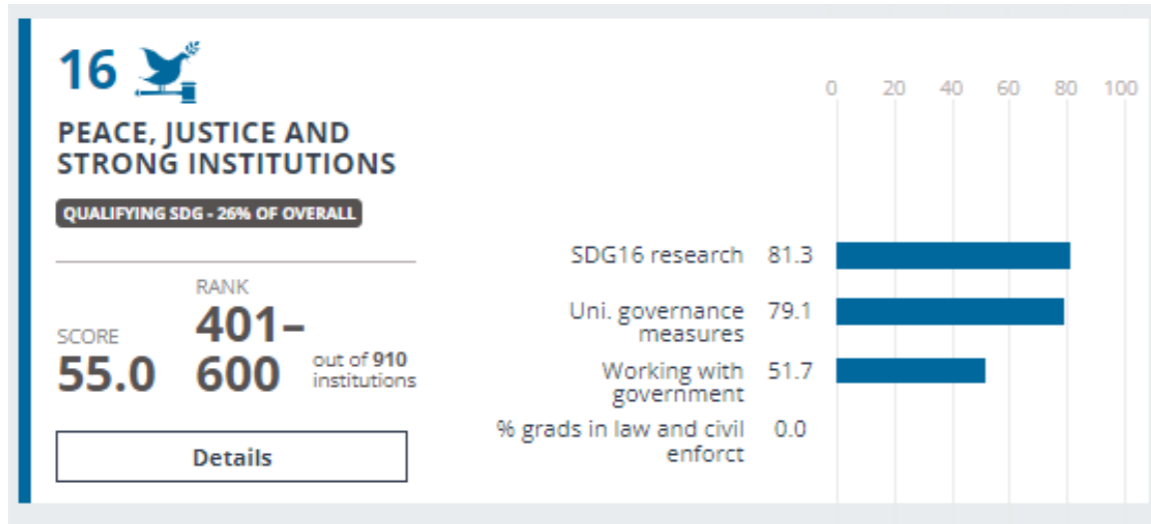 16
PEACE, JUSTICE AND
STRONG INSTITUTIONS
QUALIFYING SDG - 26% OF OVERALL
SCORE
55.0
RANK
401–
600
out of 910
institutions
Details
0 20 40 60 80 100
SDG16 research 81.3
Uni. governance 79.1
measures
Working with 51.7
government
% grads in law and civil 0.0
enforct